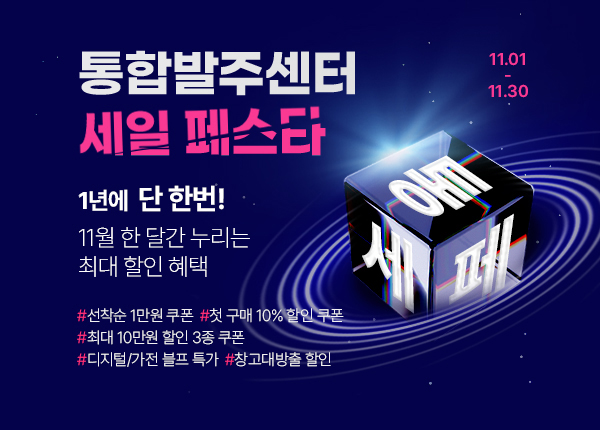 통합발주센터
세일 페스타
11.01
-
11.30
1년에 단 한번!
11월 한 달간 누리는
최대 할인 혜택
#선착순 1만원 쿠폰 #첫 구매 10% 할인 쿠폰
#최대 10만원 할인 3종 쿠폰
#디지털/가전 블프 특가 #창고대방출 할인
세 페